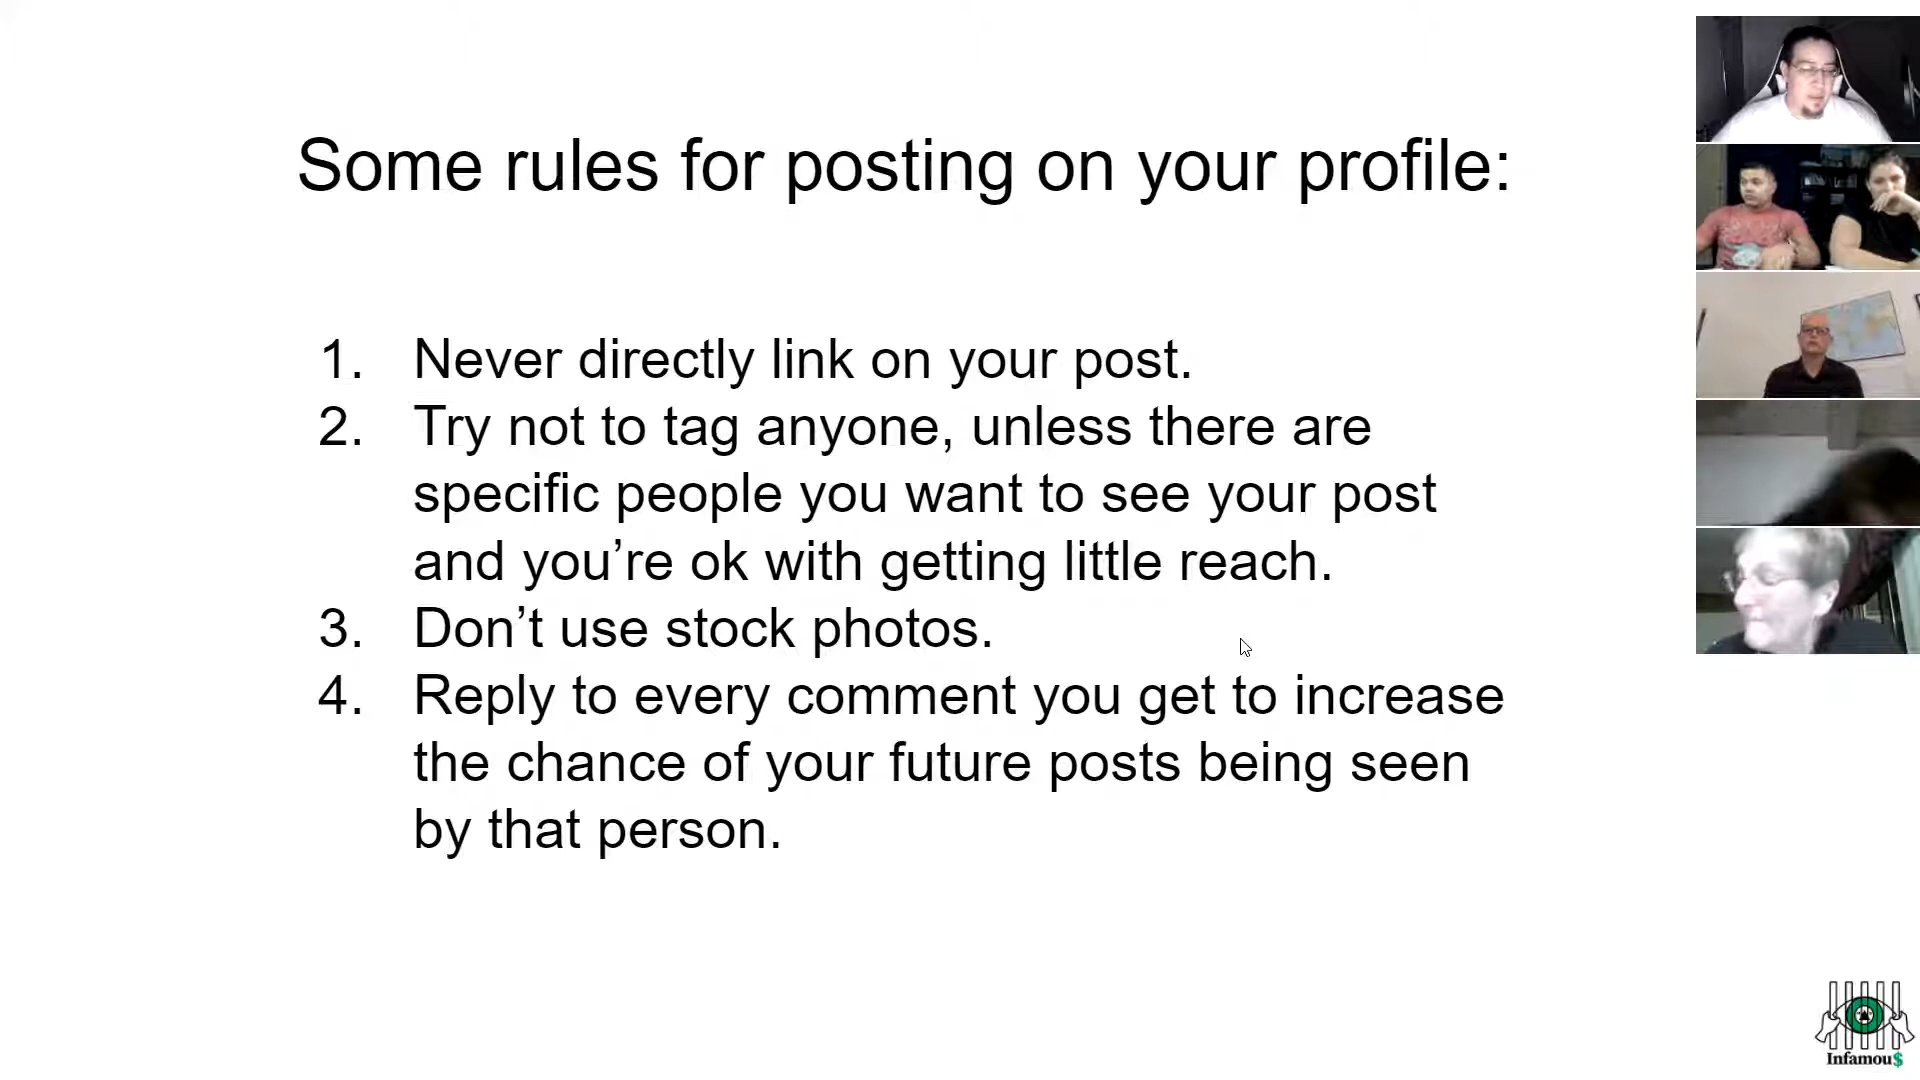 Some rules for posting on your profile:
1. Never directly link on your post.
2. Try not to tag anyone, unless there are
specific people you want to see your post
and you’re ok with getting little reach.
3. Don’t use stock photos.
4. Reply to every comment you get to increase
the chance of your future posts being seen
by that person.
Infamou$